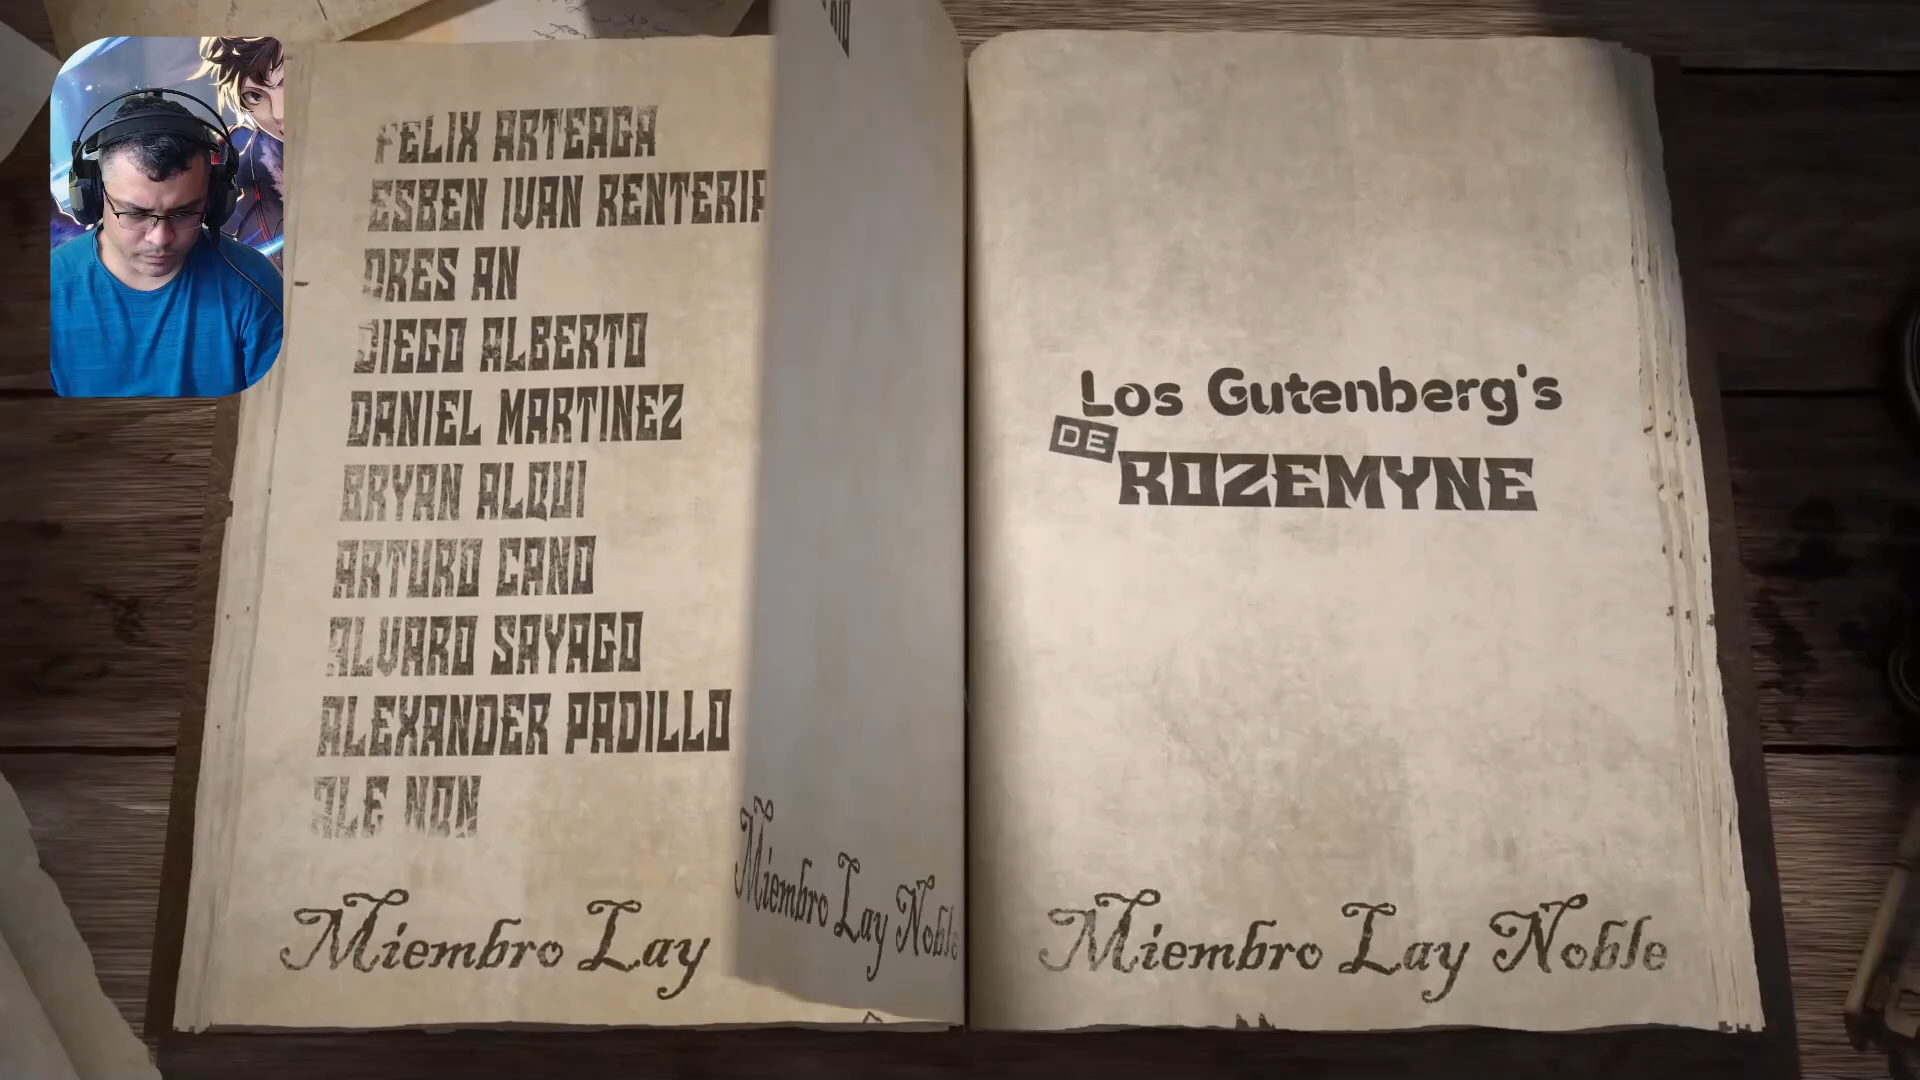 FELIX ARTEAGA
ESBEN IVAN
DRES AN
DIEGO ALBERTO
DANIEL MARTINEZ
BRYAN ALQUI
ARTURO CANO
ALVARO SAYAGO
ALEXANDER PADILLO
ALE NON
Miembro Lay
Miembro Lay Noble
Los Gutenberg's
DE
ROZEMYNE
Miembro Lay Noble